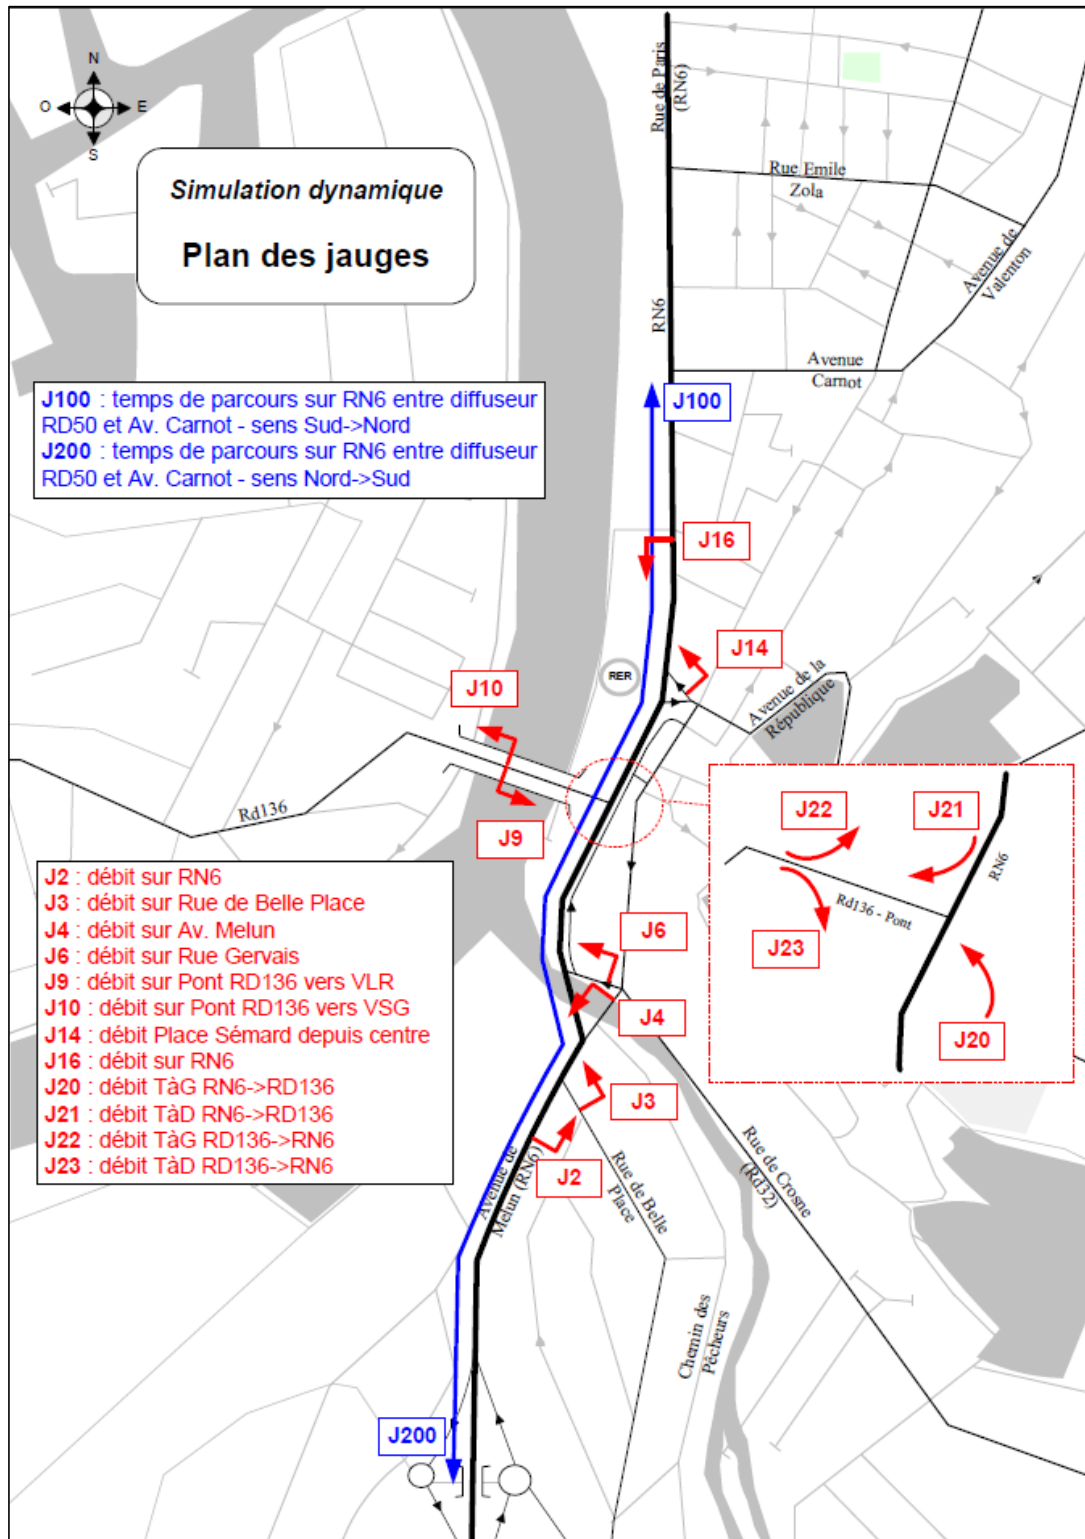 N
O
E
S
Simulation dynamique
Plan des jauges
Rue de Paris
(RN6)
Rue Emile
Zola
Avenue de
Valenton
RN6
Avenue
Carnot
J100 : temps de parcours sur RN6 entre diffuseur
RD50 et Av. Carnot - sens Sud->Nord
J200 : temps de parcours sur RN6 entre diffuseur
RD50 et Av. Carnot - sens Nord->Sud
J100
J16
J14
RER
J10
Avenue de la
République
Rd136
J9
J22
J21
RN6
Rd136 - Pont
J23
J20
J2 : débit sur RN6
J3 : débit sur Rue de Belle Place
J4 : débit sur Av. Melun
J6 : débit sur Rue Gervais
J9 : débit sur Pont RD136 vers VLR
J10 : débit sur Pont RD136 vers VSG
J14 : débit Place Sémard depuis centre
J16 : débit sur RN6
J20 : débit TàG RN6->RD136
J21 : débit TàD RN6->RD136
J22 : débit TàG RD136->RN6
J23 : débit TàD RD136->RN6
J6
J4
J3
J2
Avenue de
Melun (RN6)
Rue de Belle
Place
Rue de Crosne
(Rd32)
Chemin des
Pêcheurs
J200